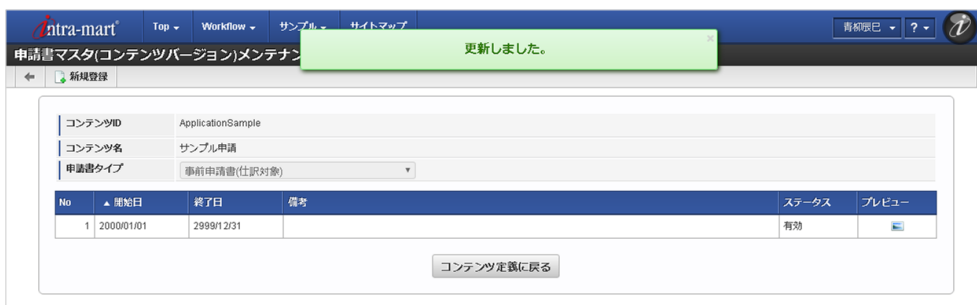 intra-mart® Top Workflow サンプル サイトマップ 青柳辰巳 ?
更新しました。 ×
申請書マスタ(コンテンツバージョン)メンテナン
新規登録
コンテンツID ApplicationSample
コンテンツ名 サンプル申請
申請書タイプ 事前申請書(仕訳対象)
No ▲ 開始日 終了日 備考 ステータス プレビュー
1 2000/01/01 2999/12/31 有効
コンテンツ定義に戻る